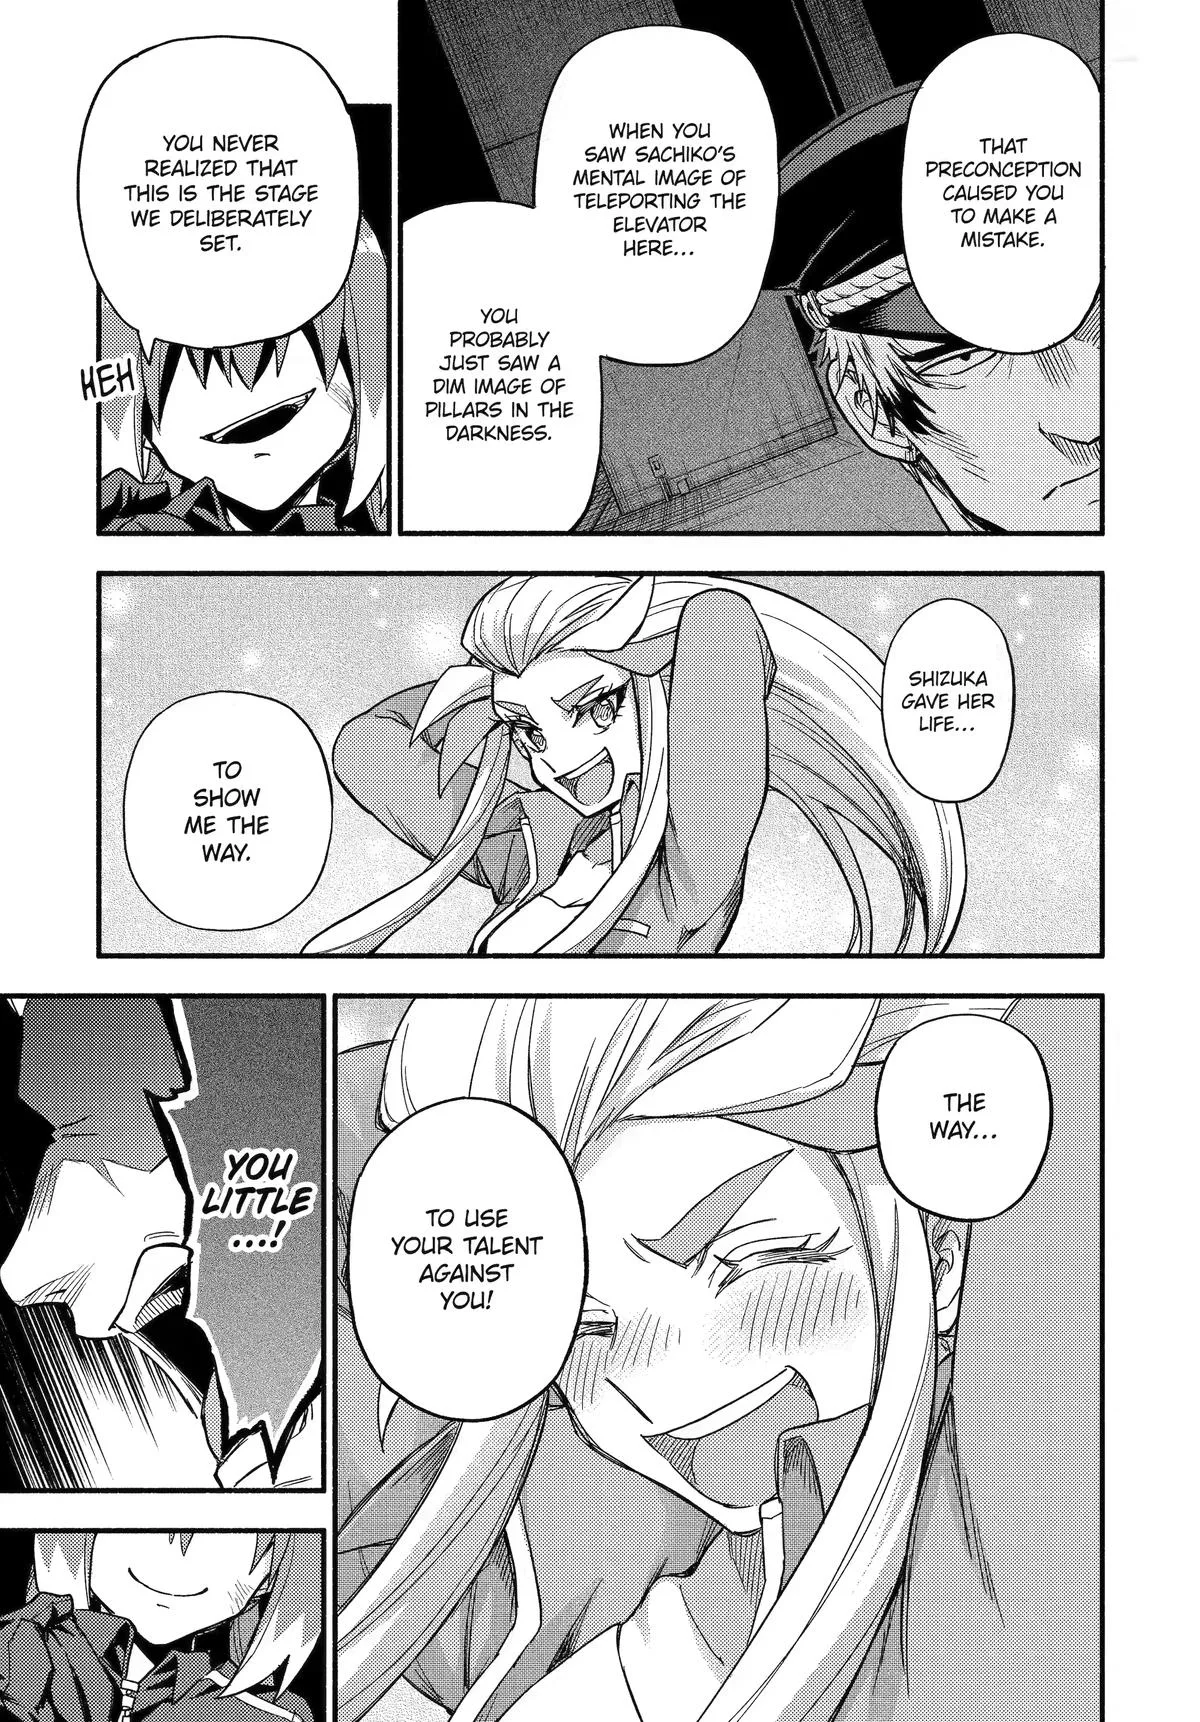 THAT
PRECONCEPTION
CAUSED YOU
TO MAKE A
MISTAKE.
WHEN YOU
SAW SACHIKO'S
MENTAL IMAGE OF
TELEPORTING THE
ELEVATOR
HERE...
YOU
PROBABLY
JUST SAW A
DIM IMAGE OF
PILLARS IN THE
DARKNESS.
YOU NEVER
REALIZED THAT
THIS IS THE STAGE
WE DELIBERATELY
SET.
HEH
SHIZUKA
GAVE HER
LIFE...
TO
SHOW
ME THE
WAY.
THE
WAY...
TO USE
YOUR TALENT
AGAINST
YOU!
YOU
LITTLE
....!